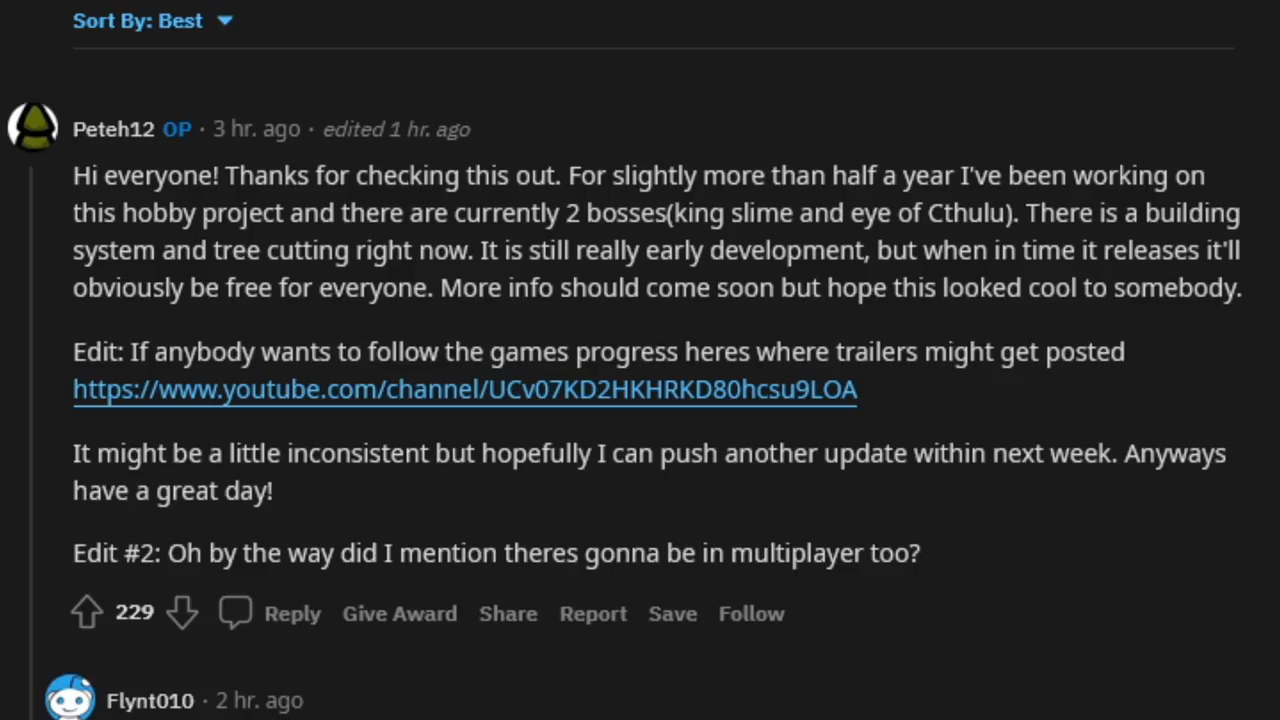 Sort By: Best
Peteh12 OP · 3 hr. ago · edited 1 hr. ago
Hi everyone! Thanks for checking this out. For slightly more than half a year I've been working on
this hobby project and there are currently 2 bosses(king slime and eye of Cthulu). There is a building
system and tree cutting right now. It is still really early development, but when in time it releases it'll
obviously be free for everyone. More info should come soon but hope this looked cool to somebody.
Edit: If anybody wants to follow the games progress heres where trailers might get posted
https://www.youtube.com/channel/UCv07KD2HKHRKD80hcsu9LOA
It might be a little inconsistent but hopefully I can push another update within next week. Anyways
have a great day!
Edit #2: Oh by the way did I mention theres gonna be in multiplayer too?
229 Reply Give Award Share Report Save Follow
Flynt010 · 2 hr. ago